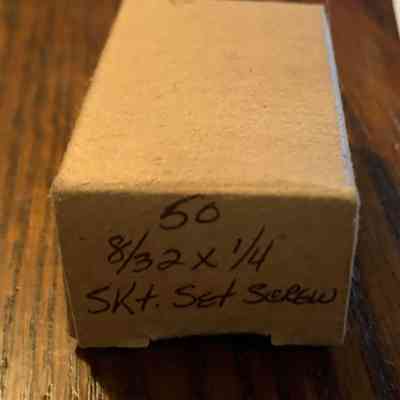 50
8/32 x 1/4
SKt. Set Screw